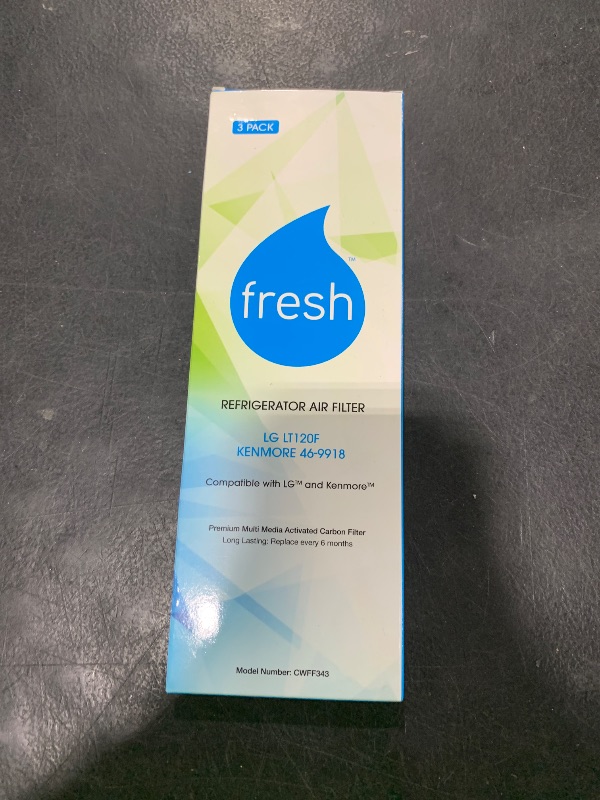 3 PACK
fresh™
REFRIGERATOR AIR FILTER
LG LT120F
KENMORE 46-9918
Compatible with LG™ and Kenmore™
Premium Multi Media Activated Carbon Filter
Long Lasting; Replace every 6 months
Model Number: CWFF343